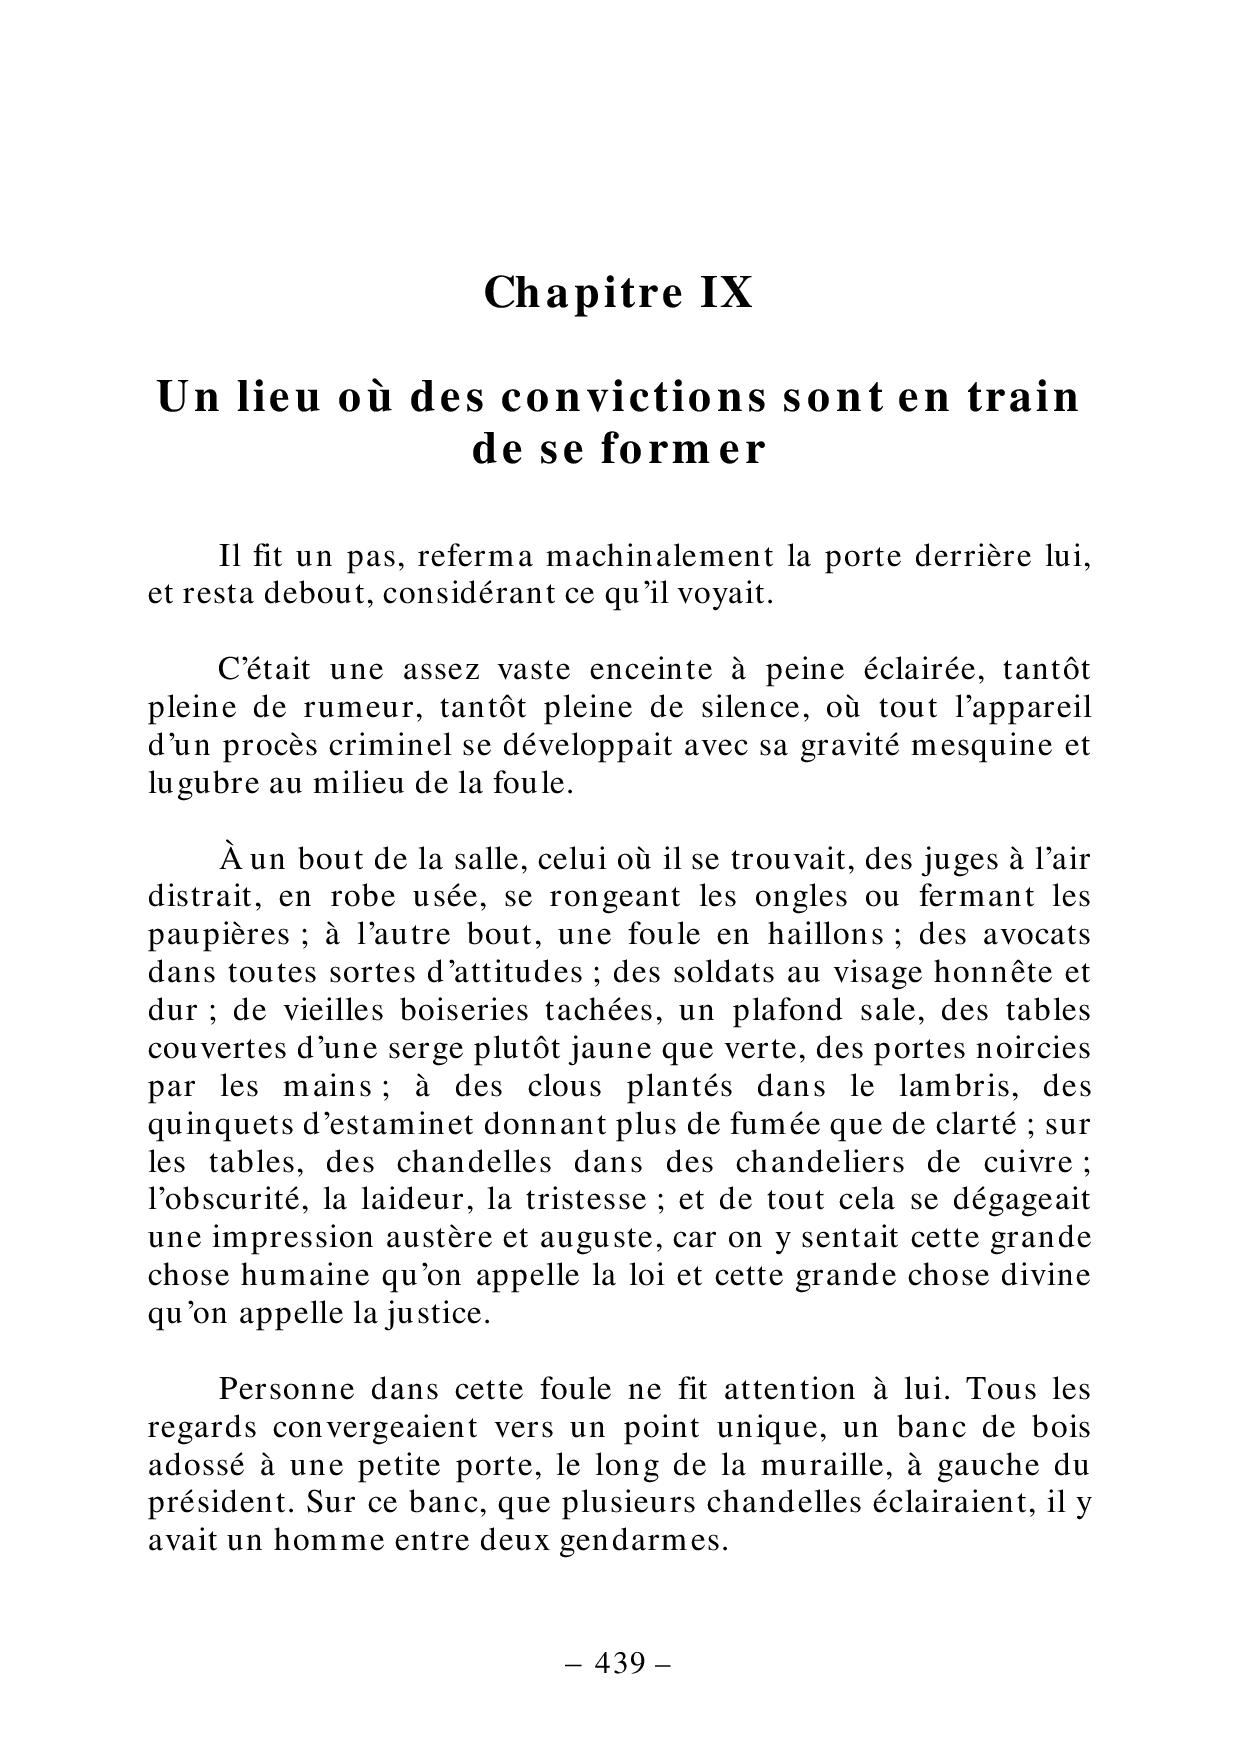 Chapitre IX
Un lieu où des convictions sont en train
de se former
Il fit un pas, referma machinalement la porte derrière lui,
et resta debout, considérant ce qu’il voyait.
C’était une assez vaste enceinte à peine éclairée, tantôt
pleine de rumeur, tantôt pleine de silence, où tout l’appareil
d’un procès criminel se développait avec sa gravité mesquine et
lugubre au milieu de la foule.
À un bout de la salle, celui où il se trouvait, des juges à l’air
distrait, en robe usée, se rongeant les ongles ou fermant les
paupières ; à l’autre bout, une foule en haillons ; des avocats
dans toutes sortes d’attitudes ; des soldats au visage honnête et
dur ; de vieilles boiseries tachées, un plafond sale, des tables
couvertes d’une serge plutôt jaune que verte, des portes noircies
par les mains ; à des clous plantés dans le lambris, des
quinquets d’estaminet donnant plus de fumée que de clarté ; sur
les tables, des chandelles dans des chandeliers de cuivre ;
l’obscurité, la laideur, la tristesse ; et de tout cela se dégageait
une impression austère et auguste, car on y sentait cette grande
chose humaine qu’on appelle la loi et cette grande chose divine
qu’on appelle la justice.
Personne dans cette foule ne fit attention à lui. Tous les
regards convergeaient vers un point unique, un banc de bois
adossé à une petite porte, le long de la muraille, à gauche du
président. Sur ce banc, que plusieurs chandelles éclairaient, il y
avait un homme entre deux gendarmes.
– 439 –